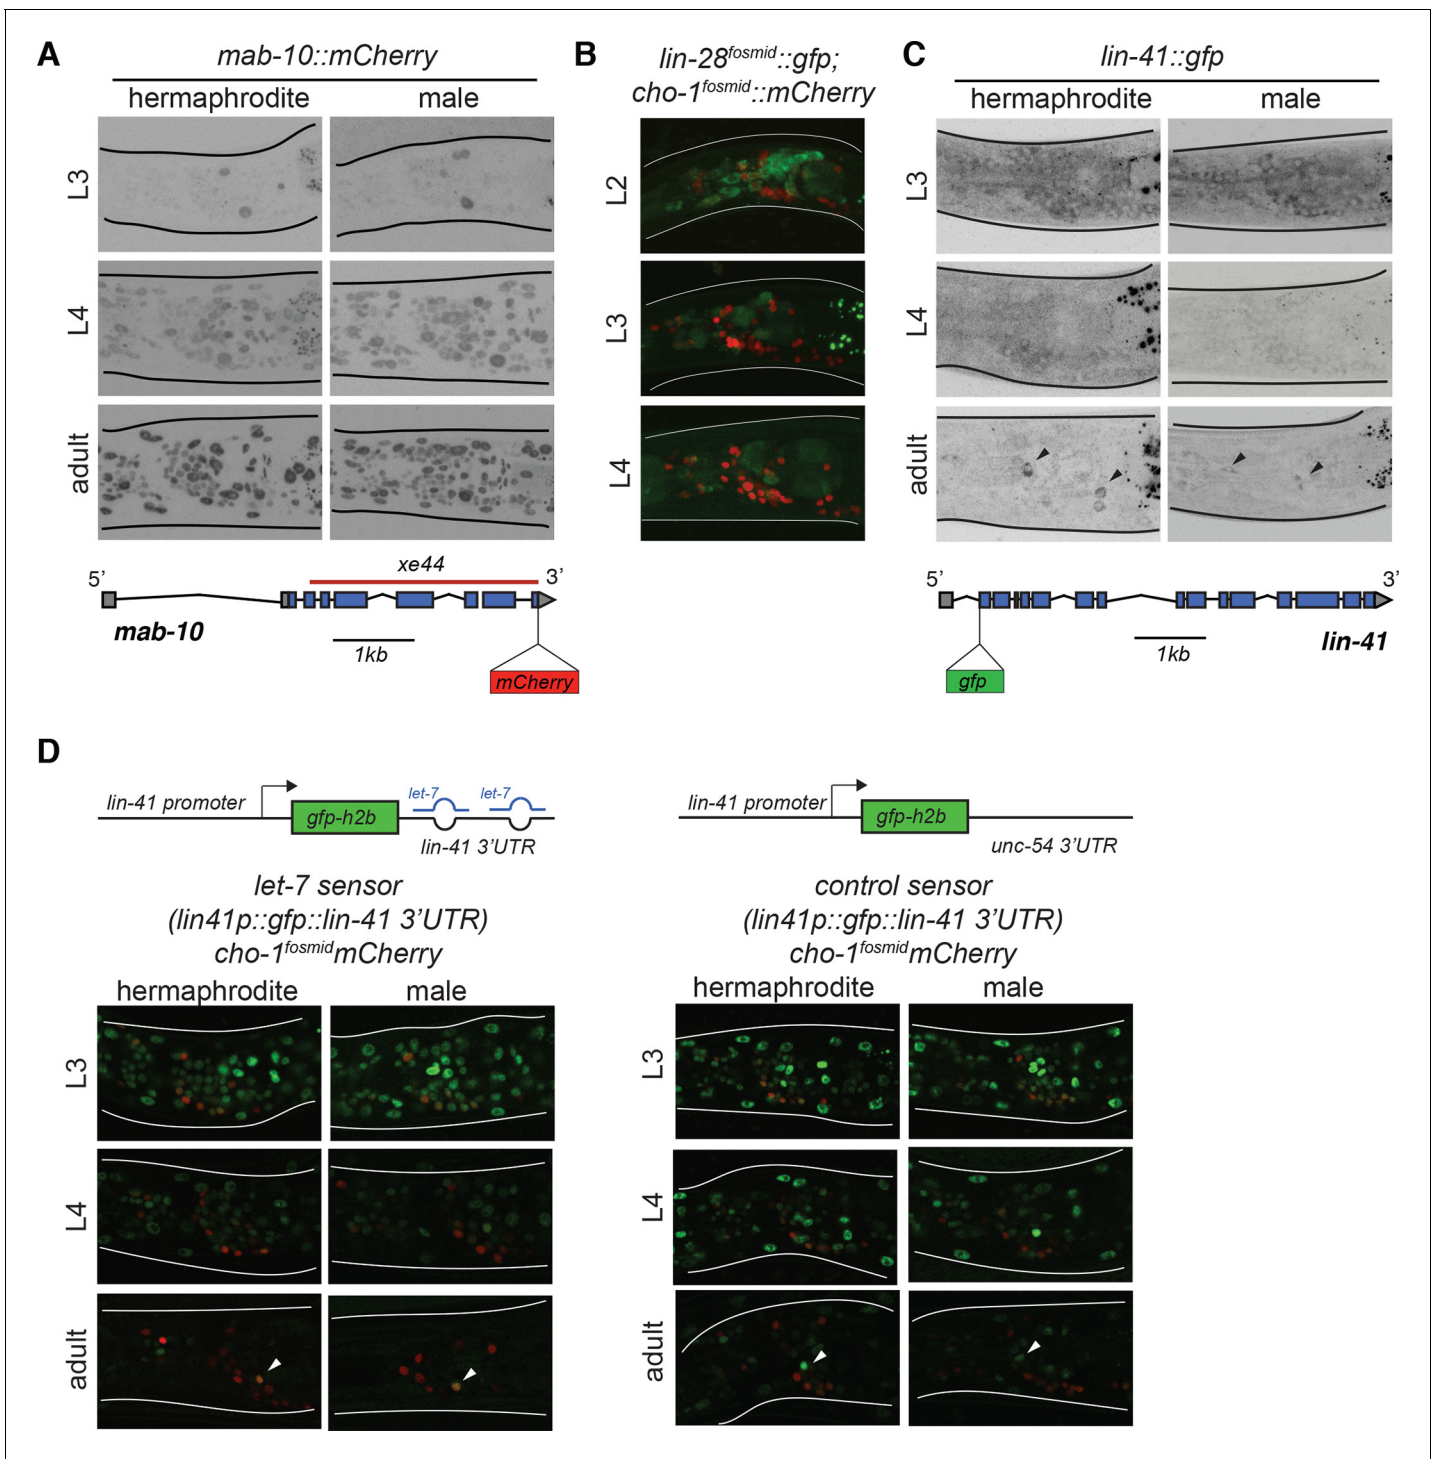 A
mab-10::mCherry
hermaphrodite male
L3
L4
adult
5' xe44 3'
mab-10
1kb
mCherry
B
lin-28fosmid::gfp;
cho-1fosmid::mCherry
L2
L3
L4
C
lin-41::gfp
hermaphrodite male
L3
L4
adult
5' 3'
1kb
lin-41
gfp
D
lin-41 promoter gfp-h2b let-7 let-7
lin-41 3'UTR
let-7 sensor
(lin41p::gfp::lin-41 3'UTR)
cho-1fosmidmCherry
hermaphrodite male
L3
L4
adult
lin-41 promoter gfp-h2b
unc-54 3'UTR
control sensor
(lin41p::gfp::lin-41 3'UTR)
cho-1fosmidmCherry
hermaphrodite male
L3
L4
adult